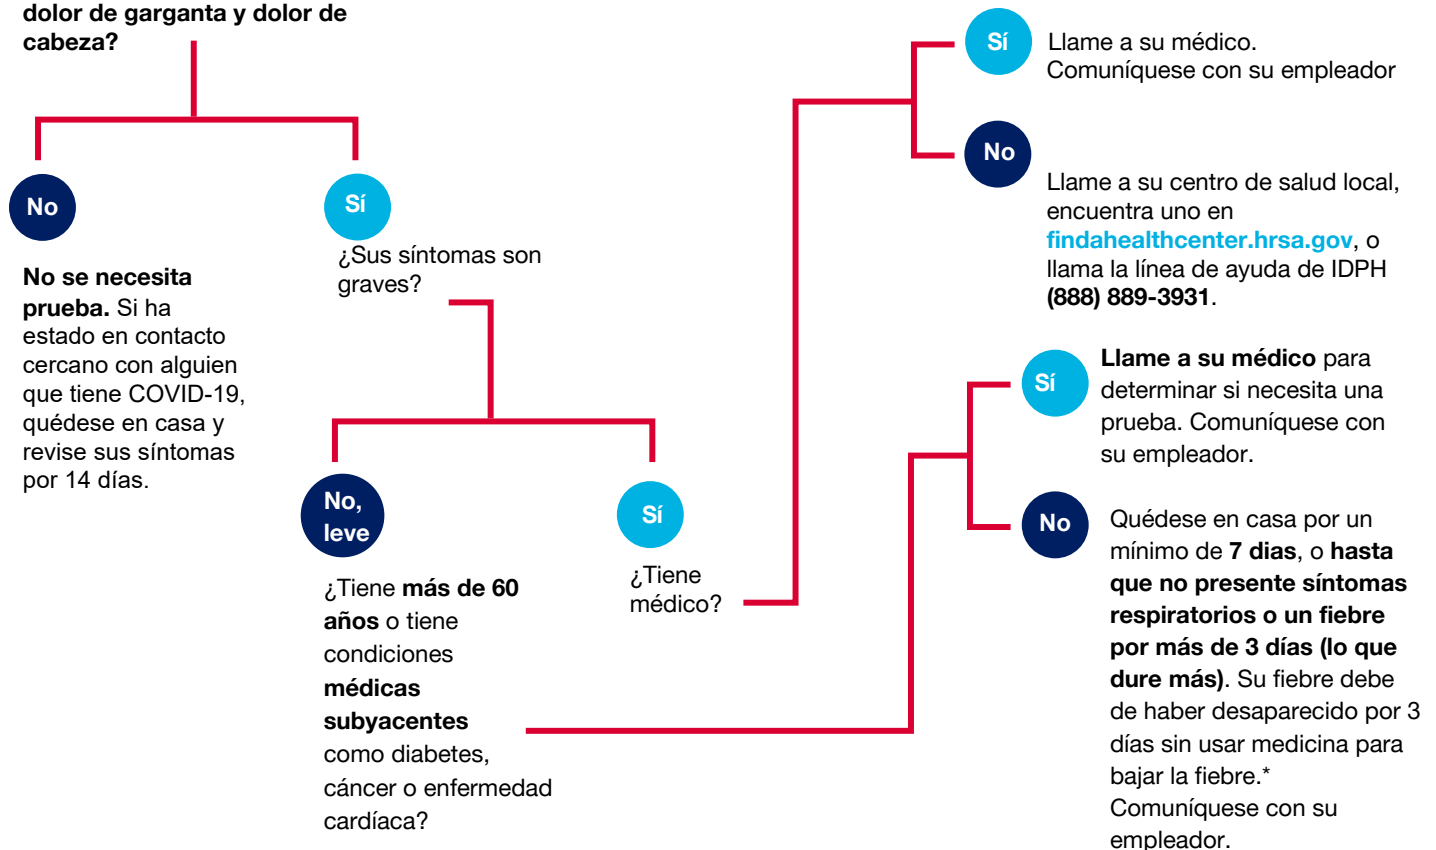 dolor de garganta y dolor de
cabeza?
No
No se necesita
prueba. Si ha
estado en contacto
cercano con alguien
que tiene COVID-19,
quédese en casa y
revise sus síntomas
por 14 días.
Sí
¿Sus síntomas son
graves?
No,
leve
¿Tiene más de 60
años o tiene
condiciones
médicas
subyacentes
como diabetes,
cáncer o enfermedad
cardíaca?
Sí
¿Tiene
médico?
Sí
Llame a su médico.
Comuníquese con su empleador
No
Llame a su centro de salud local,
encuentra uno en
findahealthcenter.hrsa.gov, o
llama la línea de ayuda de IDPH
(888) 889-3931.
Sí
Llame a su médico para
determinar si necesita una
prueba. Comuníquese con
su empleador.
No
Quédese en casa por un
mínimo de 7 dias, o hasta
que no presente síntomas
respiratorios o un fiebre
por más de 3 días (lo que
dure más). Su fiebre debe
de haber desaparecido por 3
días sin usar medicina para
bajar la fiebre.*
Comuníquese con su
empleador.